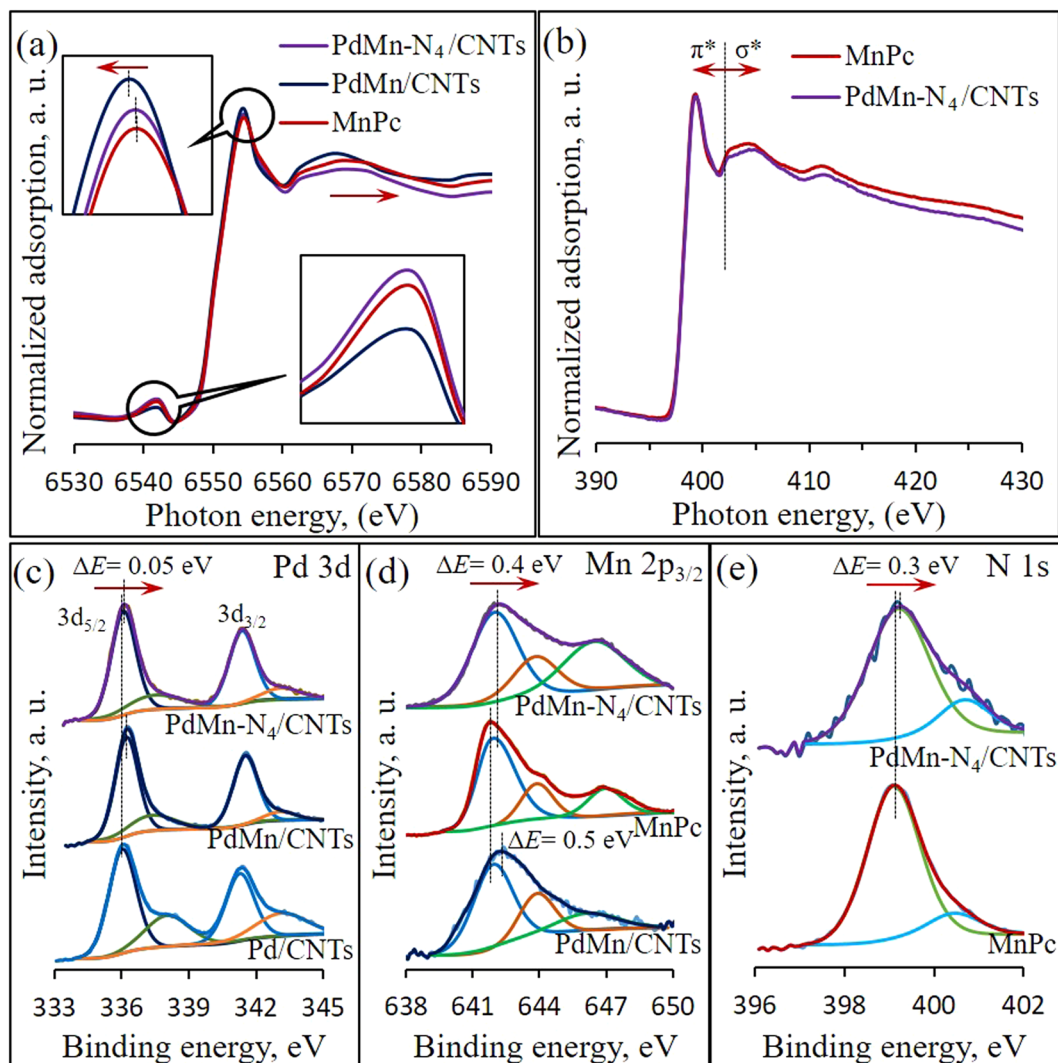 (a)
PdMn-N₄/CNTs
PdMn/CNTs
MnPc
Normalized adsorption, a. u.
6530 6540 6550 6560 6570 6580 6590
Photon energy, (eV)
(b)
π* σ*
MnPc
PdMn-N₄/CNTs
Normalized adsorption, a. u.
390 400 410 420 430
Photon energy, (eV)
(c)
ΔE= 0.05 eV
Pd 3d
3d₅/₂
3d₃/₂
PdMn-N₄/CNTs
PdMn/CNTs
Pd/CNTs
Intensity, a. u.
333 336 339 342 345
Binding energy, eV
(d)
ΔE= 0.4 eV
Mn 2p₃/₂
PdMn-N₄/CNTs
MnPc
ΔE= 0.5 eV
PdMn/CNTs
Intensity, a. u.
638 641 644 647 650
Binding energy, eV
(e)
ΔE= 0.3 eV
N 1s
PdMn-N₄/CNTs
MnPc
Intensity, a. u.
396 398 400 402
Binding energy, eV